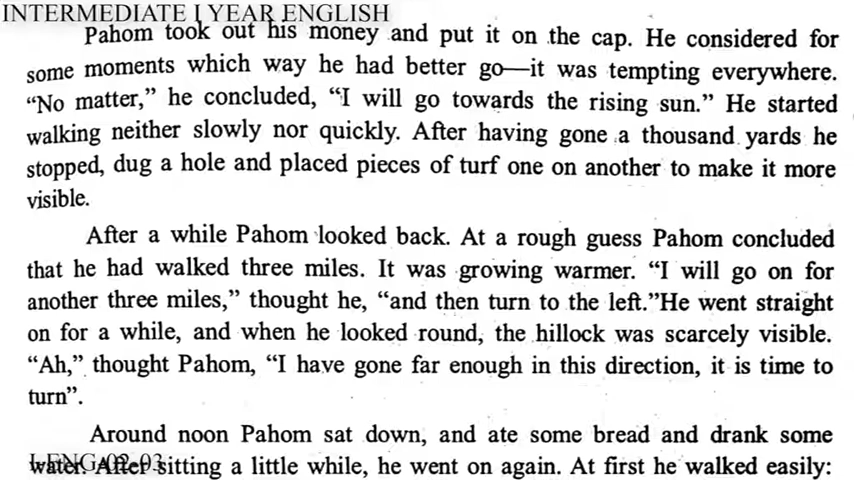 INTERMEDIATE I YEAR ENGLISH
Pahom took out his money and put it on the cap. He considered for
some moments which way he had better go—it was tempting everywhere.
“No matter,” he concluded, “I will go towards the rising sun.” He started
walking neither slowly nor quickly. After having gone a thousand yards he
stopped, dug a hole and placed pieces of turf one on another to make it more
visible.
After a while Pahom looked back. At a rough guess Pahom concluded
that he had walked three miles. It was growing warmer. “I will go on for
another three miles,” thought he, “and then turn to the left.”He went straight
on for a while, and when he looked round, the hillock was scarcely visible.
“Ah,” thought Pahom, “I have gone far enough in this direction, it is time to
turn”.
Around noon Pahom sat down, and ate some bread and drank some
water. After sitting a little while, he went on again. At first he walked easily:
I-ENG-02-03